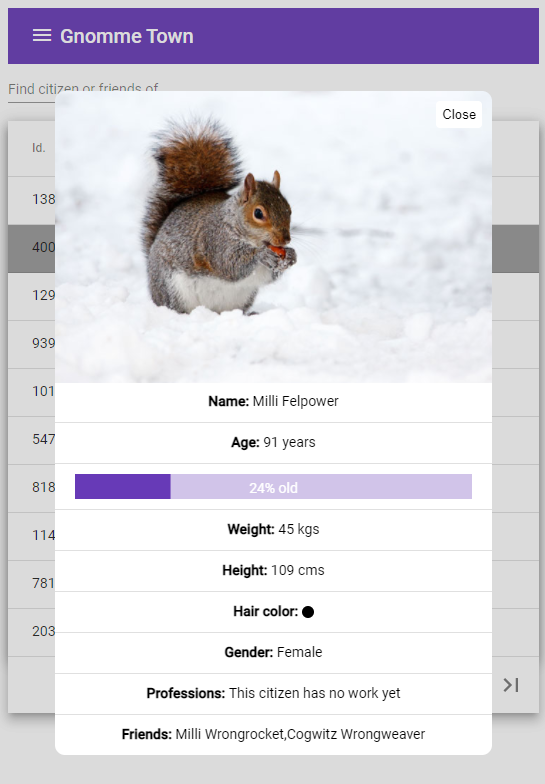 Gnomme Town
Find citizen or friends of
Close
Id.
138
400
129
939
101
547
818
114
781
203
Name: Milli Felpower
Age: 91 years
24% old
Weight: 45 kgs
Height: 109 cms
Hair color:
Gender: Female
Professions: This citizen has no work yet
Friends: Milli Wrongrocket,Cogwitz Wrongweaver